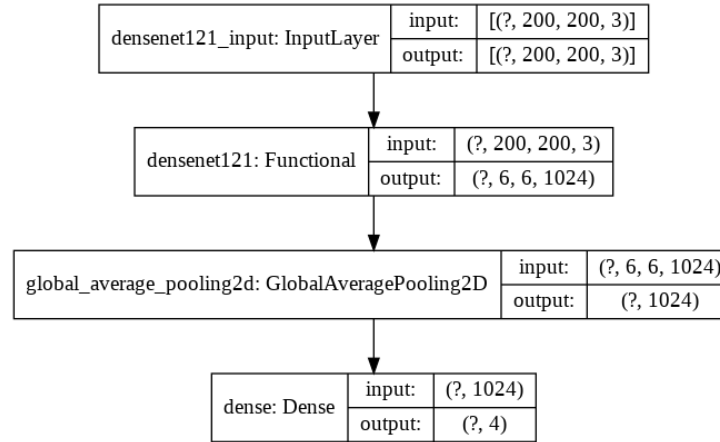 densenet121_input: InputLayer
input:
[(?, 200, 200, 3)]
output:
[(?, 200, 200, 3)]
densenet121: Functional
input:
(?, 200, 200, 3)
output:
(?, 6, 6, 1024)
global_average_pooling2d: GlobalAveragePooling2D
input:
(?, 6, 6, 1024)
output:
(?, 1024)
dense: Dense
input:
(?, 1024)
output:
(?, 4)